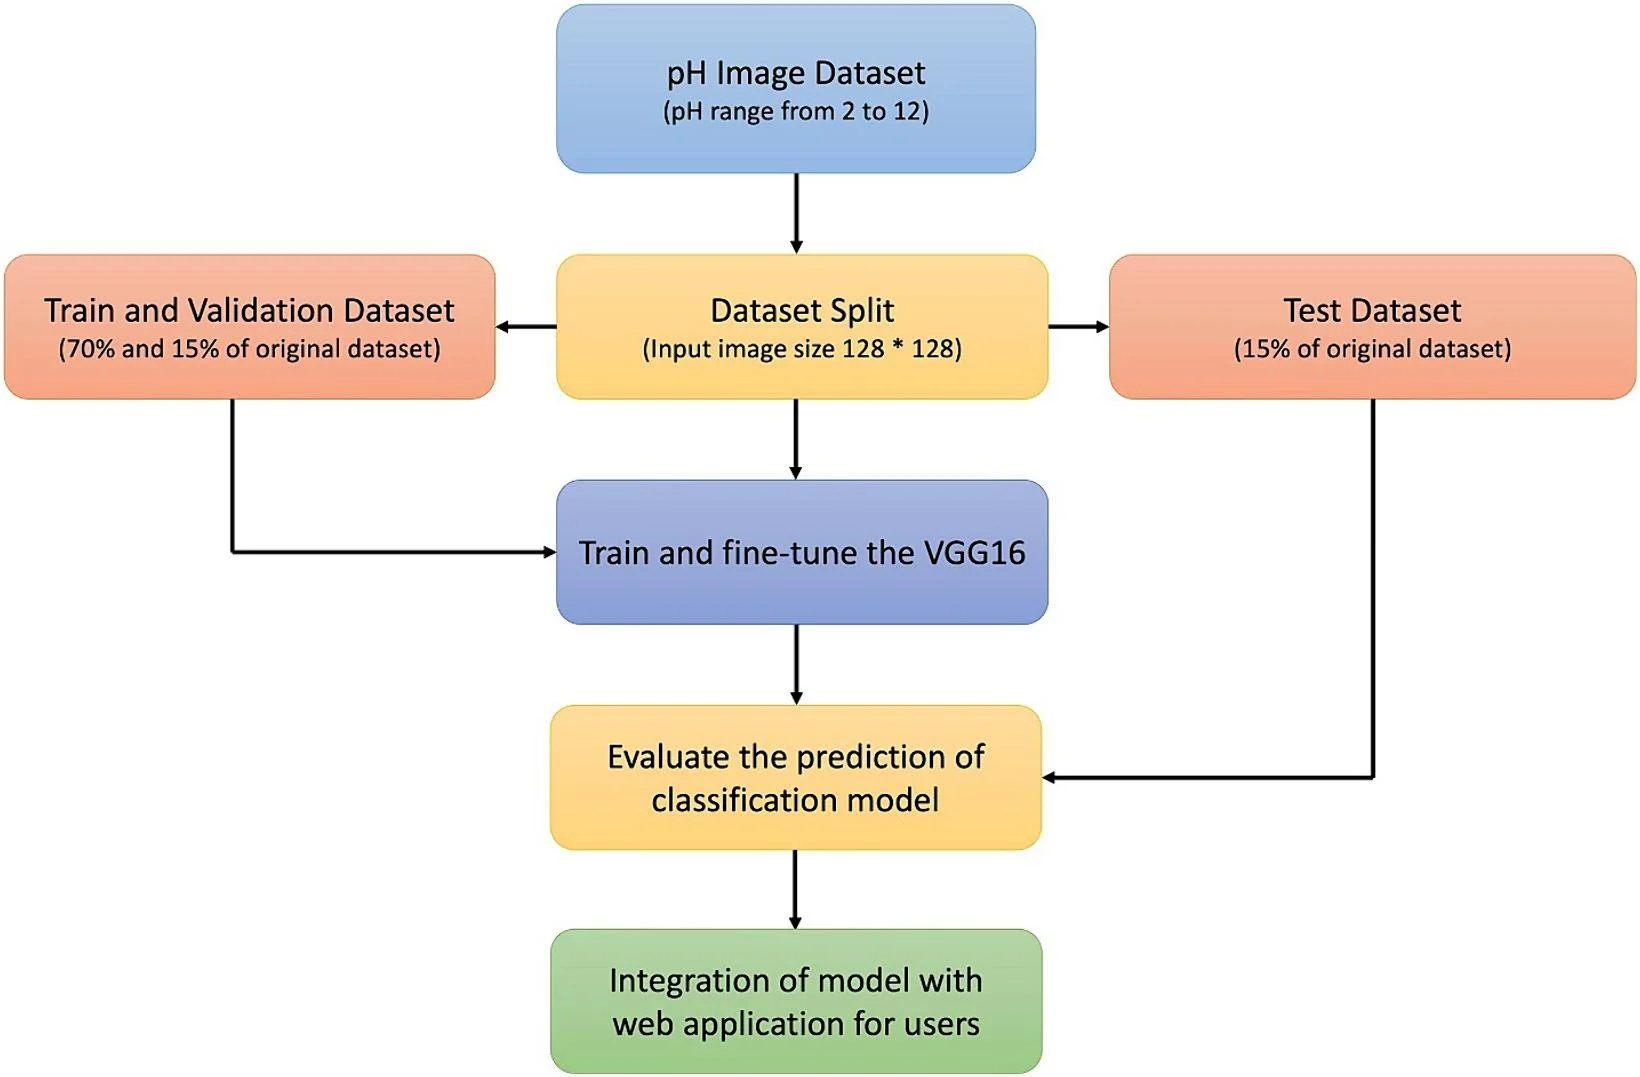 pH Image Dataset
(pH range from 2 to 12)
Train and Validation Dataset
(70% and 15% of original dataset)
Dataset Split
(Input image size 128 * 128)
Test Dataset
(15% of original dataset)
Train and fine-tune the VGG16
Evaluate the prediction of
classification model
Integration of model with
web application for users